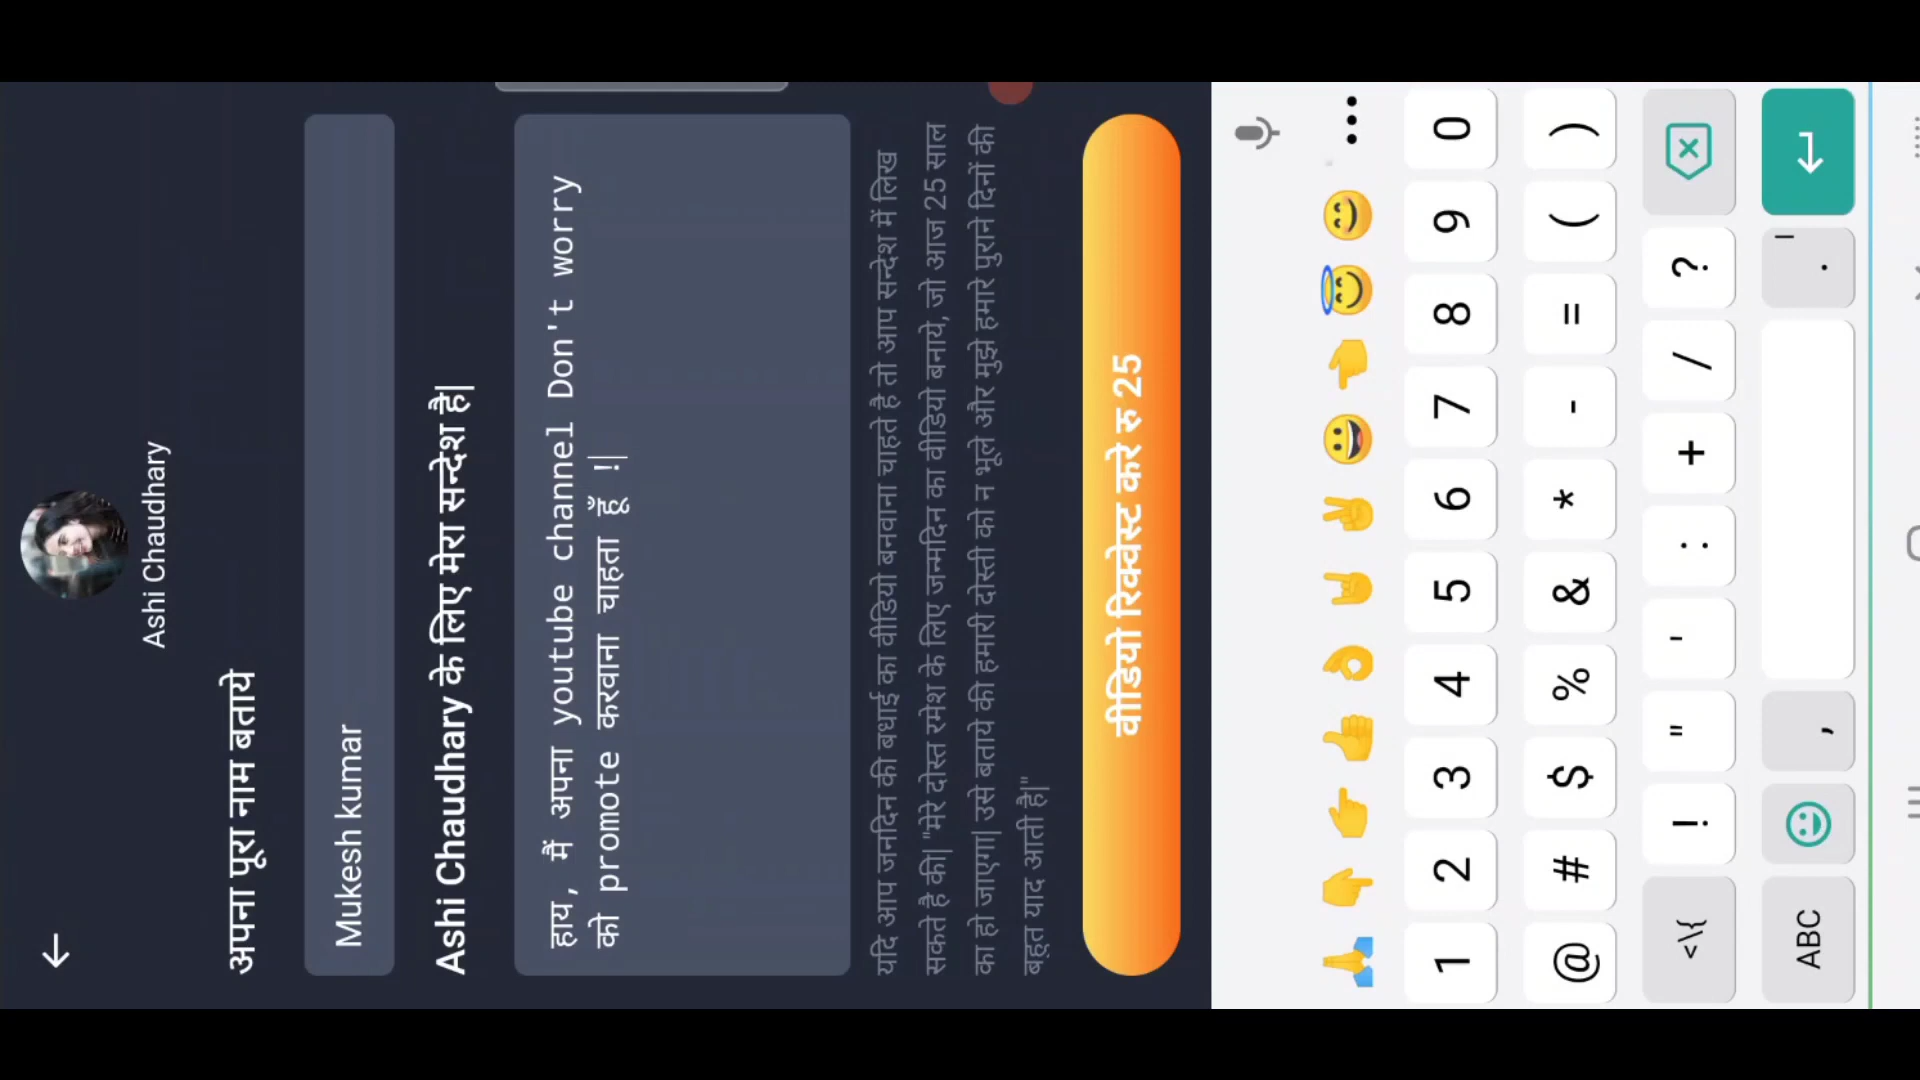 Ashi Chaudhary
अपना पुरा नाम बताये
Mukesh kumar
Ashi Chaudhary के लिए मेरा सन्देश है|
हाय, मैं अपना youtube channel Don't worry
को promote करवाना चाहता हूँ !
यदि आप जनदिन की बधाई का वीडियो बनवाना चाहते है तो आप सन्देश में लिख
सकते है की| "मेरे दोस्त रमेश के लिए जन्मदिन का वीडियो बनाये, जो आज 25 साल
का हो जाएगा| उसे बताये की हमारी दोस्ती को न भूले और मुझे हमारे पुराने दिनों की
बहुत याद आती है|"
वीडियो रिक्वेस्ट करे रु 25
1 2 3 4 5 6 7 8 9 0
@ # $ % & * - = ( )
<\{ ! " ' : + / ?
ABC , .